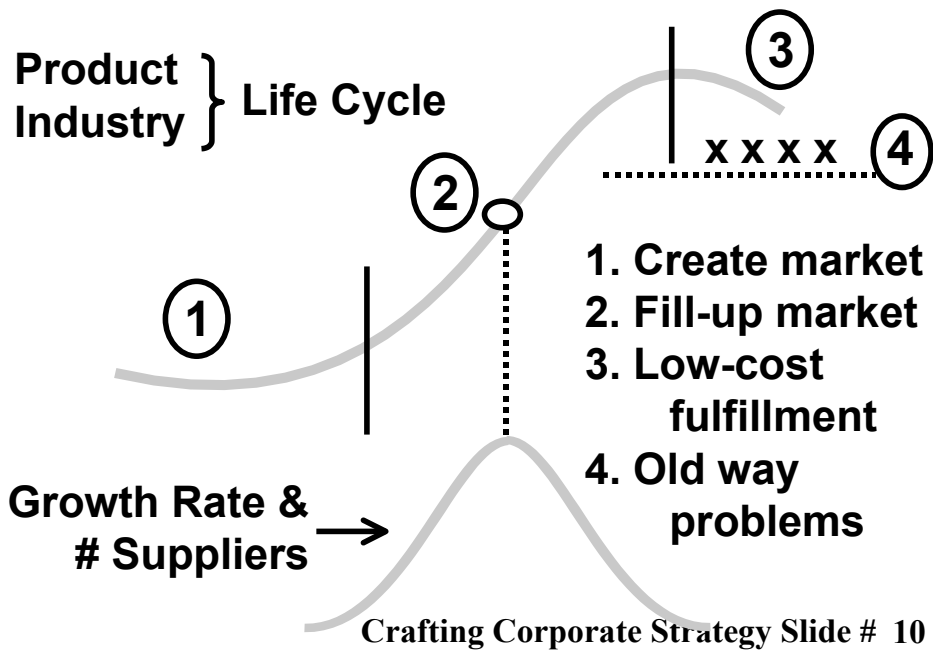 Product
Industry
Life Cycle
3
x x x x
4
2
1
1. Create market
2. Fill-up market
3. Low-cost
fulfillment
4. Old way
problems
Growth Rate &
# Suppliers
Crafting Corporate Strategy Slide # 10